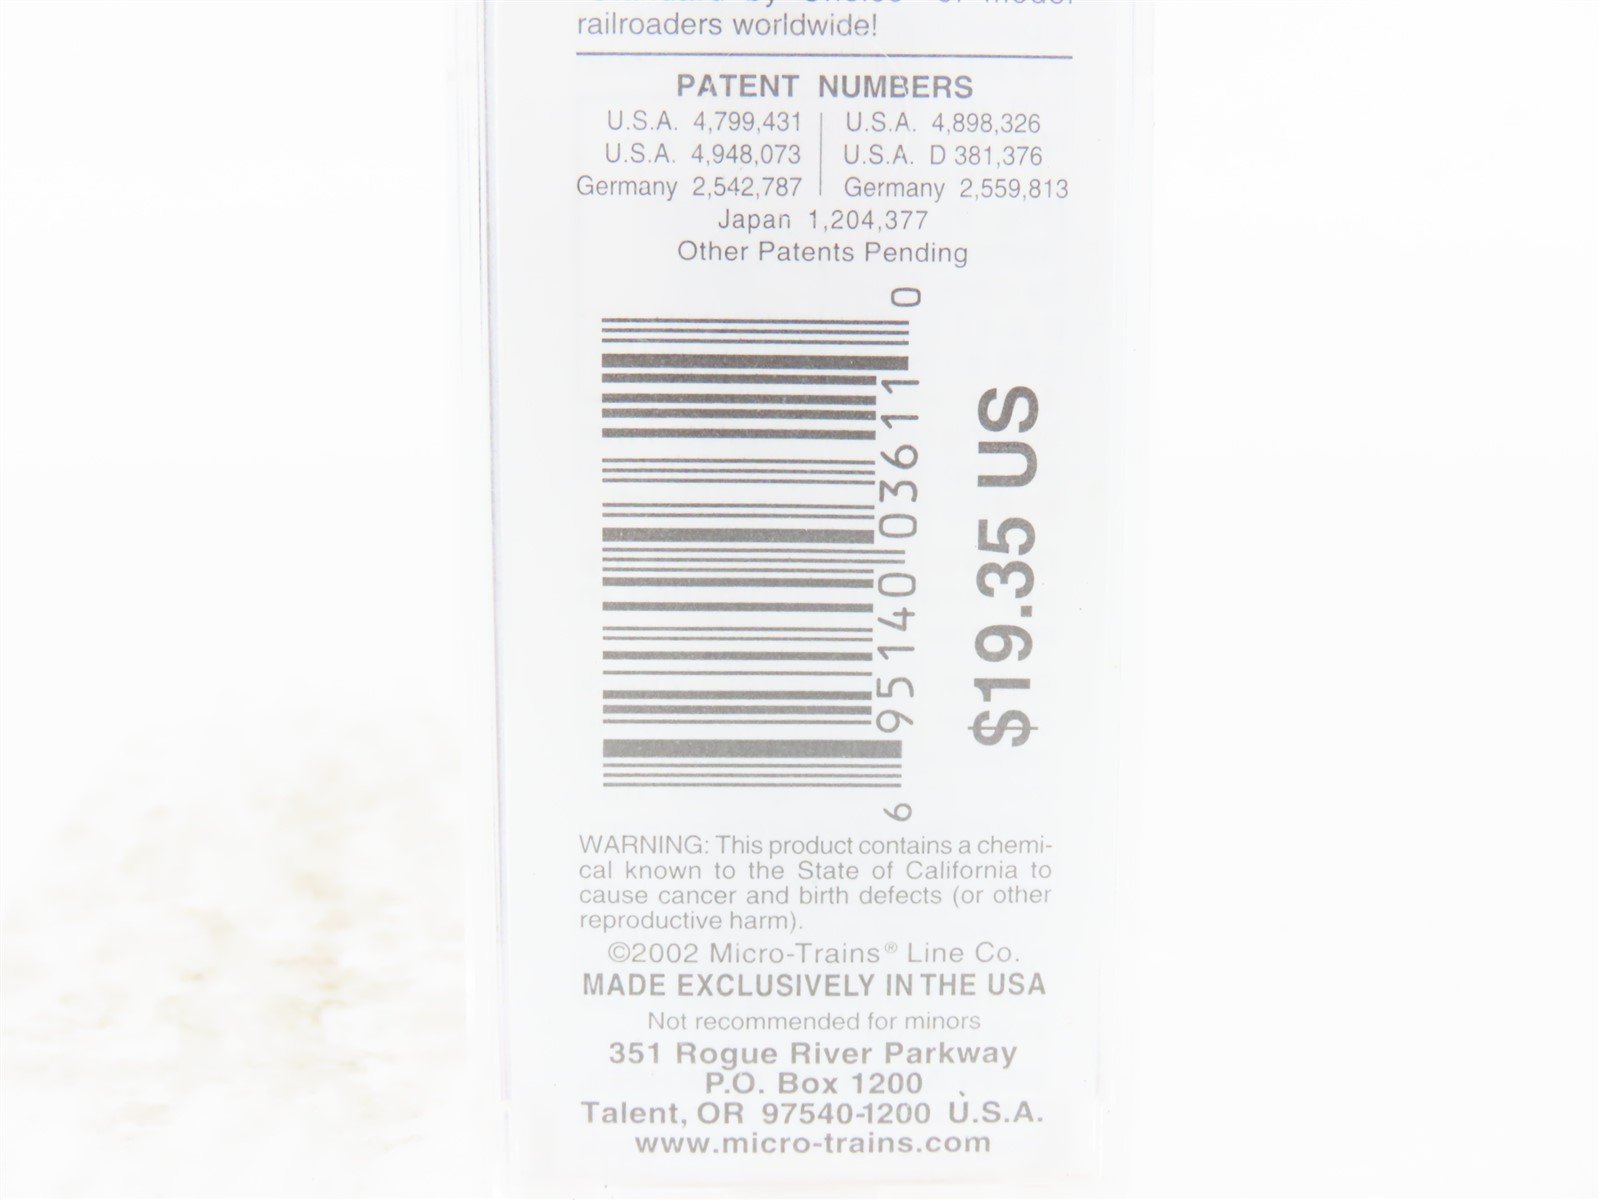 railroaders worldwide!
PATENT NUMBERS
U.S.A. 4,799,431 | U.S.A. 4,898,326
U.S.A. 4,948,073 | U.S.A. D 381,376
Germany 2,542,787 | Germany 2,559,813
Japan 1,204,377
Other Patents Pending
6 95140 03611 0
$19.35 US
WARNING: This product contains a chemi-
cal known to the State of California to
cause cancer and birth defects (or other
reproductive harm).
©2002 Micro-Trains® Line Co.
MADE EXCLUSIVELY IN THE USA
Not recommended for minors
351 Rogue River Parkway
P.O. Box 1200
Talent, OR 97540-1200 U.S.A.
www.micro-trains.com